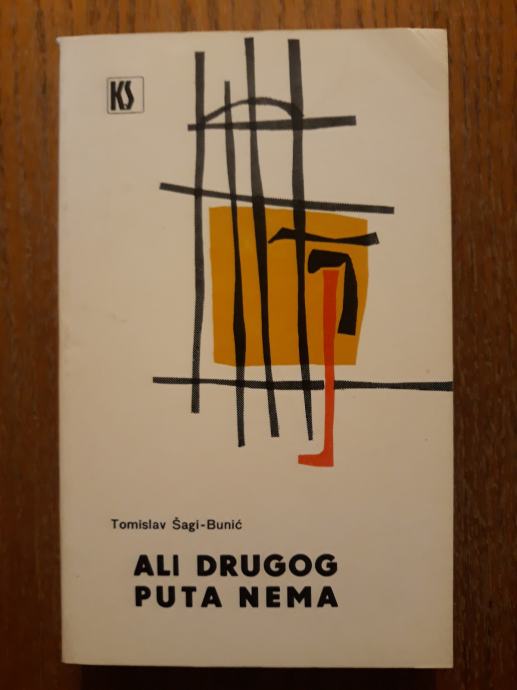 KS
Tomislav Šagi-Bunić
ALI DRUGOG
PUTA NEMA